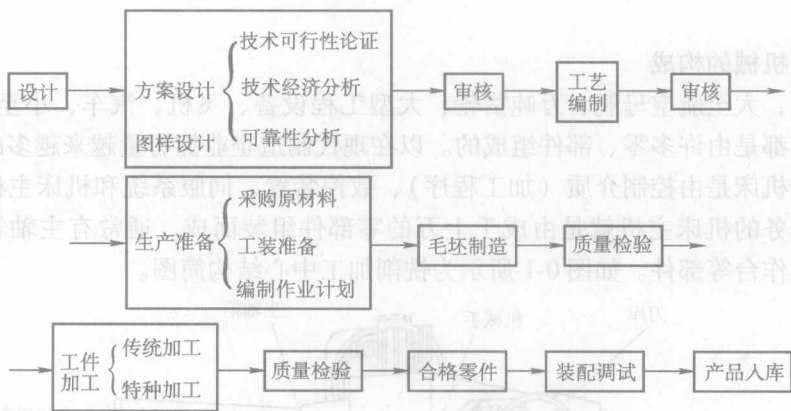 设计
方案设计
技术可行性论证
技术经济分析
可靠性分析
图样设计
审核
工艺
编制
审核
生产准备
采购原材料
工装准备
编制作业计划
毛坯制造
质量检验
工件
加工
传统加工
特种加工
质量检验
合格零件
装配调试
产品入库